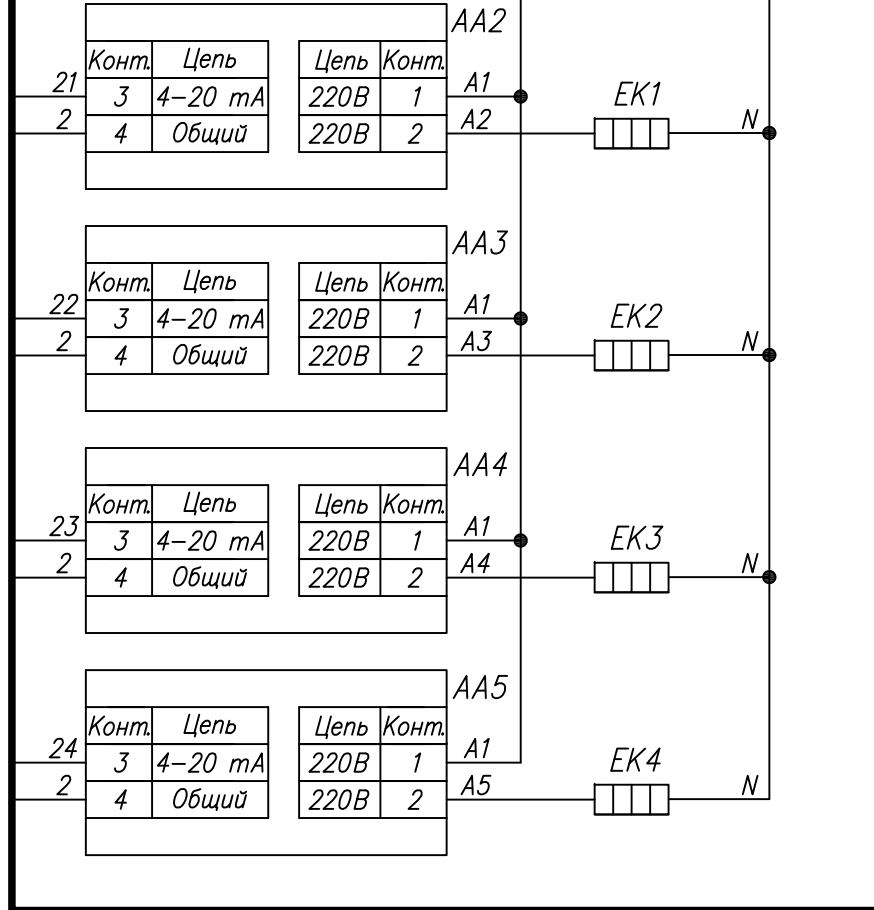 AA2
Конт. Цепь Цепь Конт.
21 3 4-20 mA 220В 1 A1 EK1
2 4 Общий 220В 2 A2 N
AA3
Конт. Цепь Цепь Конт.
22 3 4-20 mA 220В 1 A1 EK2
2 4 Общий 220В 2 A3 N
AA4
Конт. Цепь Цепь Конт.
23 3 4-20 mA 220В 1 A1 EK3
2 4 Общий 220В 2 A4 N
AA5
Конт. Цепь Цепь Конт.
24 3 4-20 mA 220В 1 A1 EK4
2 4 Общий 220В 2 A5 N